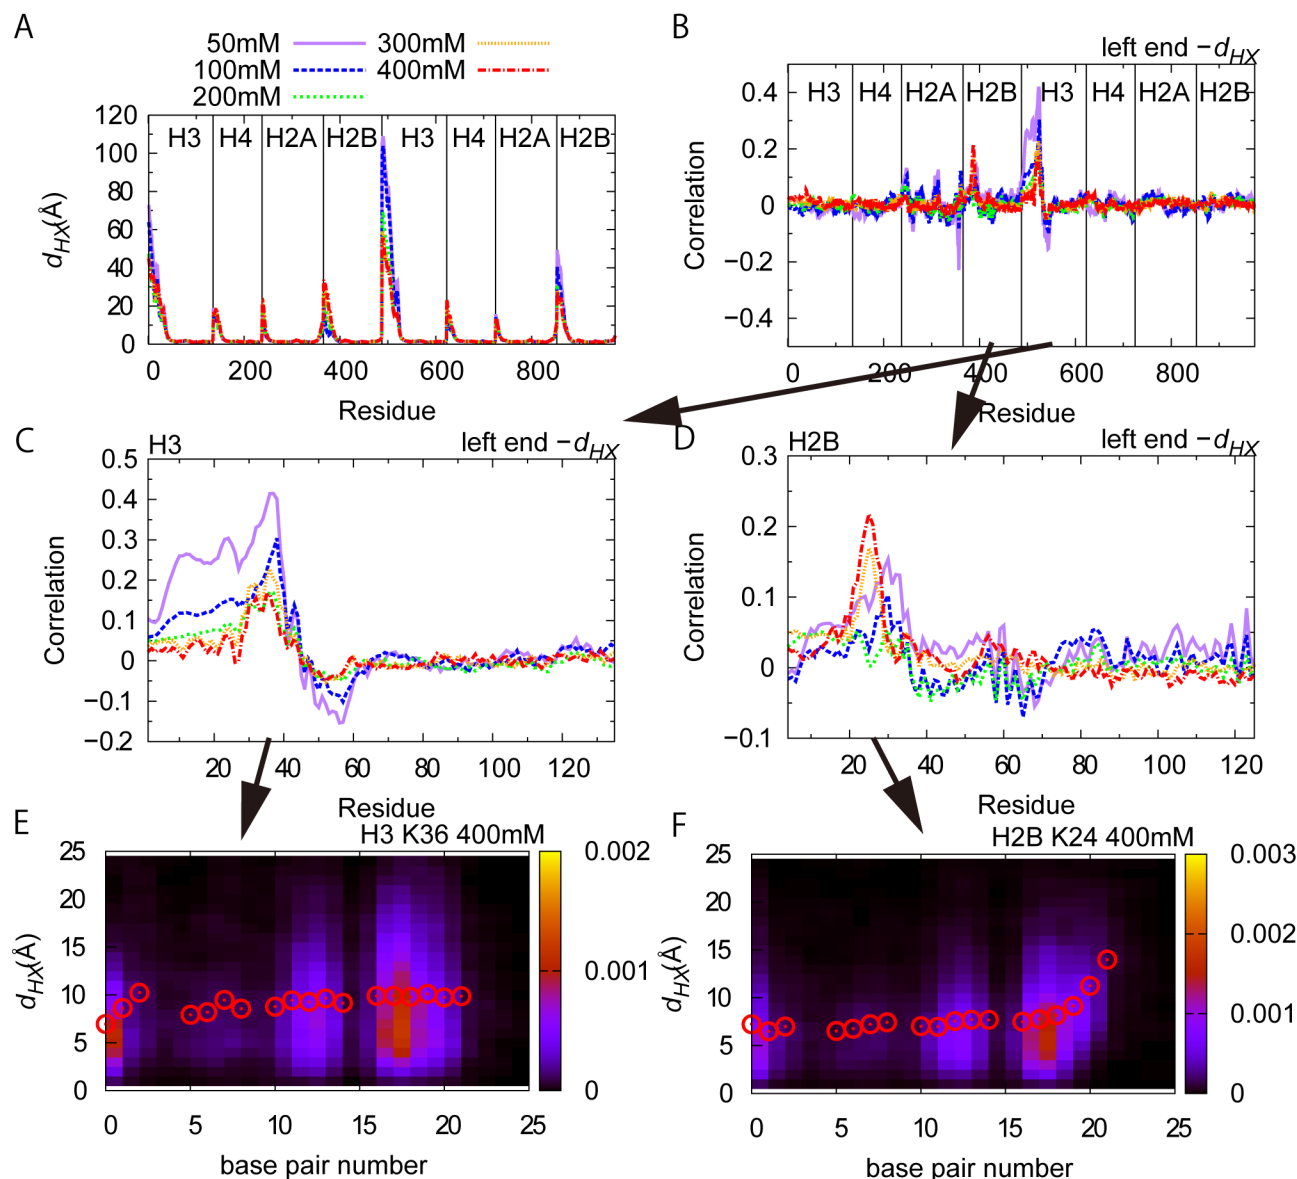 A
50mM 300mM
100mM 400mM
200mM
H3 H4 H2A H2B H3 H4 H2A H2B
120
100
80
60
40
20
0
dHX(Å)
0 200 400 600 800
Residue
B
left end −dHX
H3 H4 H2A H2B H3 H4 H2A H2B
0.4
0.2
0
−0.2
−0.4
Correlation
0 200 400 600 800
Residue
C
H3 left end −dHX
0.5
0.4
0.3
0.2
0.1
0
−0.1
−0.2
Correlation
20 40 60 80 100 120
Residue
D
H2B left end −dHX
0.3
0.2
0.1
0
−0.1
Correlation
20 40 60 80 100 120
Residue
E
H3 K36 400mM
25
20
15
10
5
0
dHX(Å)
0 5 10 15 20 25
base pair number
0.002
0.001
0
F
H2B K24 400mM
25
20
15
10
5
0
dHX(Å)
0 5 10 15 20 25
base pair number
0.003
0.002
0.001
0